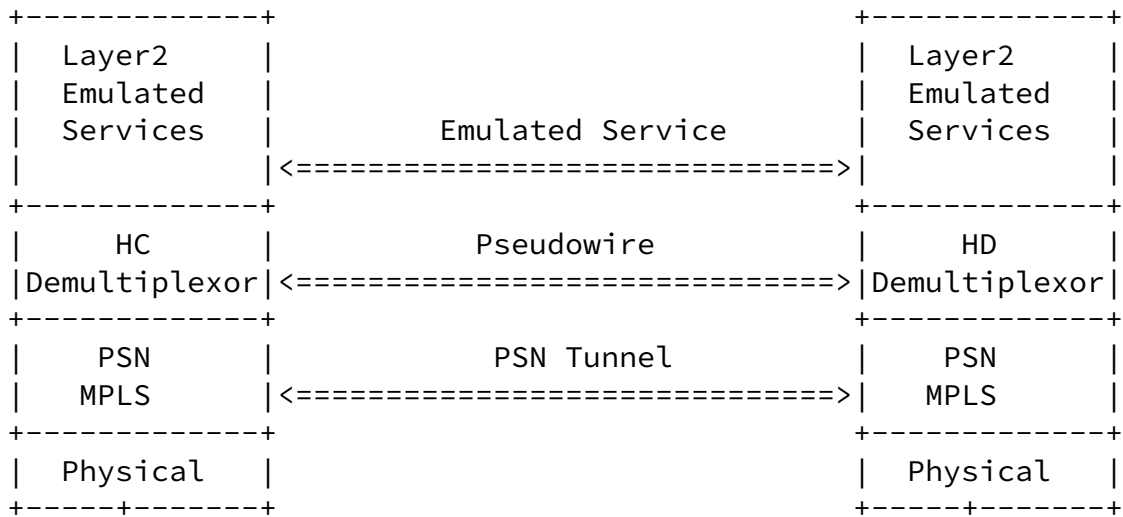 +-------------+                                +-------------+
|  Layer2     |                                |  Layer2     |
|  Emulated   |                                |  Emulated   |
|  Services   |         Emulated Service       |  Services   |
|             |<==============================>|             |
+-------------+                                +-------------+
|     HC      |           Pseudowire           |     HD      |
|Demultiplexor|<==============================>|Demultiplexor|
+-------------+                                +-------------+
|    PSN      |            PSN Tunnel          |    PSN      |
|   MPLS      |<==============================>|   MPLS      |
+-------------+                                +-------------+
|  Physical   |                                |  Physical   |
+-----+-------+                                +-----+-------+